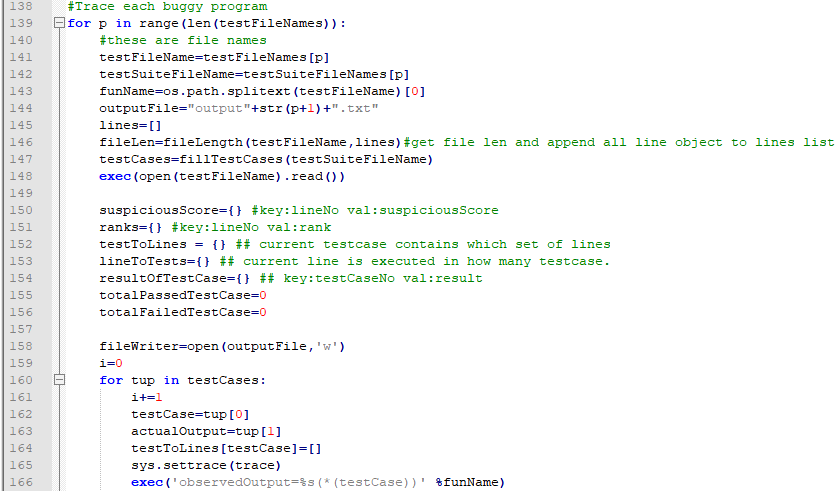 138 #Trace each buggy program
139 for p in range(len(testFileNames)):
140 #these are file names
141 testFileName=testFileNames[p]
142 testSuiteFileName=testSuiteFileNames[p]
143 funName=os.path.splitext(testFileName)[0]
144 outputFile="output"+str(p+1)+".txt"
145 lines=[]
146 fileLen=fileLength(testFileName,lines)#get file len and append all line object to lines list
147 testCases=fillTestCases(testSuiteFileName)
148 exec(open(testFileName).read())
149
150 suspiciousScore={} #key:lineNo val:suspiciousScore
151 ranks={} #key:lineNo val:rank
152 testToLines = {} ## current testcase contains which set of lines
153 lineToTests={} ## current line is executed in how many testcase.
154 resultOfTestCase={} ## key:testCaseNo val:result
155 totalPassedTestCase=0
156 totalFailedTestCase=0
157
158 fileWriter=open(outputFile,'w')
159 i=0
160 for tup in testCases:
161 i+=1
162 testCase=tup[0]
163 actualOutput=tup[1]
164 testToLines[testCase]=[]
165 sys.settrace(trace)
166 exec('observedOutput=%s(*(testCase))' %funName)